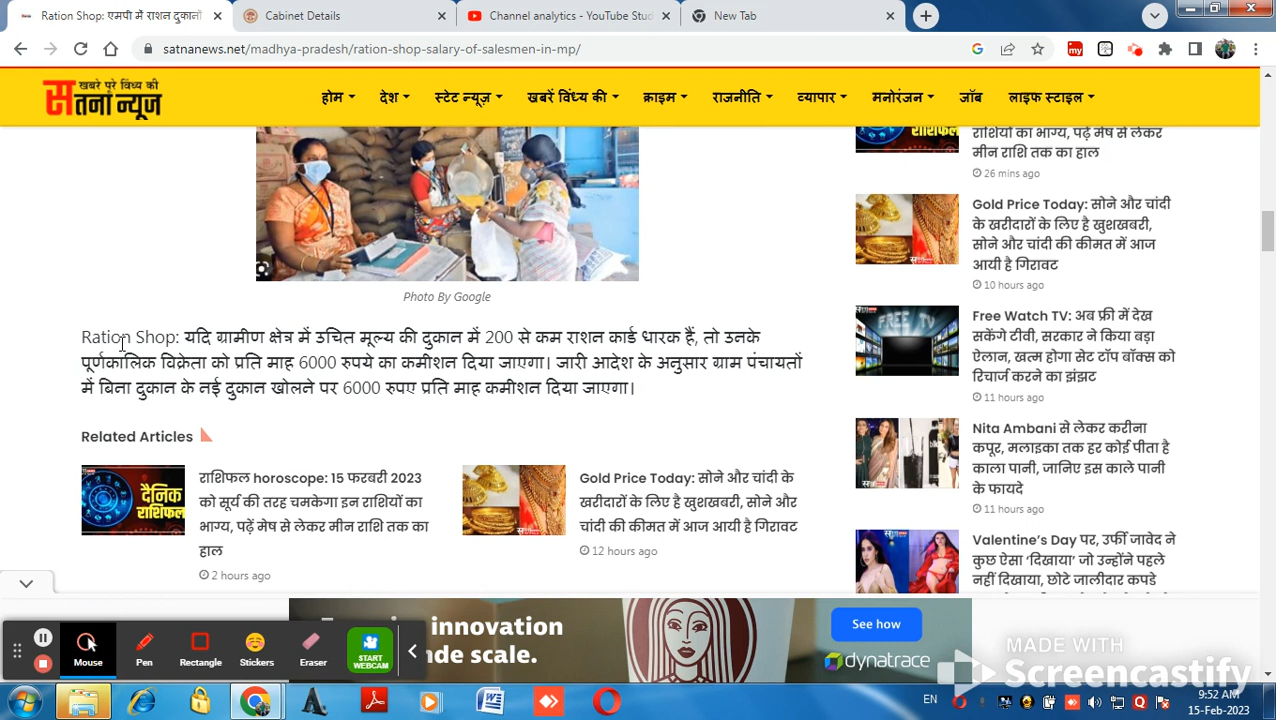 Ration Shop: एमपी में राशन दुकानों
Cabinet Details
Channel analytics - YouTube Stud
New Tab
satnanews.net/madhya-pradesh/ration-shop-salary-of-salesmen-in-mp/
खबरे पूरे विंध्य की
सतना न्यूज़
होम
देश
स्टेट न्यूज़
खबरें विंध्य की
क्राइम
राजनीति
व्यापार
मनोरंजन
जॉब
लाइफ स्टाइल
Photo By Google
Ration Shop: यदि ग्रामीण क्षेत्र में उचित मूल्य की दुकान में 200 से कम राशन कार्ड धारक हैं, तो उनके
पूर्णकालिक विक्रेता को प्रति माह 6000 रुपये का कमीशन दिया जाएगा। जारी आदेश के अनुसार ग्राम पंचायतों
में बिना दुकान के नई दुकान खोलने पर 6000 रुपए प्रति माह कमीशन दिया जाएगा।
Related Articles
दैनिक
राशिफल
राशिफल horoscope: 15 फरबरी 2023
को सूर्य की तरह चमकेगा इन राशियों का
भाग्य, पढ़ें मेष से लेकर मीन राशि तक का
हाल
2 hours ago
Gold Price Today: सोने और चांदी के
खरीदारों के लिए है खुशखबरी, सोने और
चांदी की कीमत में आज आयी है गिरावट
12 hours ago
राशिफल
राशियों का भाग्य, पढ़ें मेष से लेकर
मीन राशि तक का हाल
26 mins ago
Gold Price Today: सोने और चांदी
के खरीदारों के लिए है खुशखबरी,
सोने और चांदी की कीमत में आज
आयी है गिरावट
10 hours ago
Free Watch TV: अब फ्री में देख
सकेंगे टीवी, सरकार ने किया बड़ा
ऐलान, खत्म होगा सेट टॉप बॉक्स को
रिचार्ज करने का झंझट
11 hours ago
Nita Ambani से लेकर करीना
कपूर, मलाइका तक हर कोई पीता है
काला पानी, जानिए इस काले पानी
के फायदे
11 hours ago
Valentine's Day पर, उर्फी जावेद ने
कुछ ऐसा 'दिखाया' जो उन्होंने पहले
नहीं दिखाया, छोटे जालीदार कपडे
innovation
nde scale.
See how
dynatrace
Mouse
Pen
Rectangle
Stickers
Eraser
START
WEBCAM
MADE WITH
Screencastify
EN
9:52 AM
15-Feb-2023